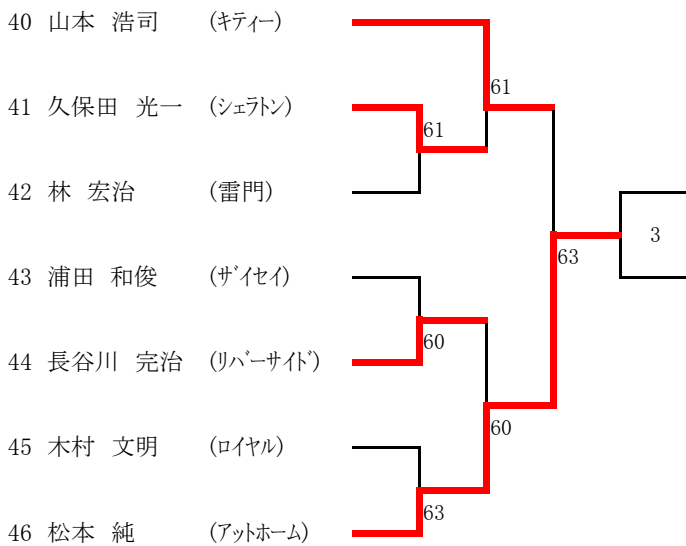 40 山本 浩司 (キティー)
61
41 久保田 光一 (シェラトン)
61
42 林 宏治 (雷門)
3
63
43 浦田 和俊 (ザイセイ)
60
44 長谷川 完治 (リバーサイド)
60
45 木村 文明 (ロイヤル)
63
46 松本 純 (アットホーム)